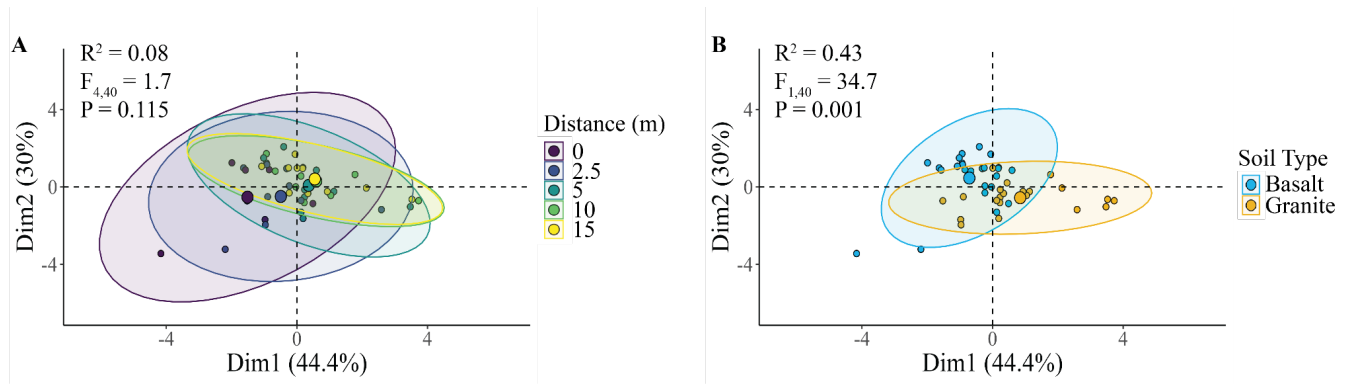 A
R² = 0.08
F4,40 = 1.7
P = 0.115
Dim2 (30%)
4
0
-4
-4
0
4
Dim1 (44.4%)
Distance (m)
0
2.5
5
10
15
B
R² = 0.43
F1,40 = 34.7
P = 0.001
Dim2 (30%)
4
0
-4
-4
0
4
Dim1 (44.4%)
Soil Type
Basalt
Granite